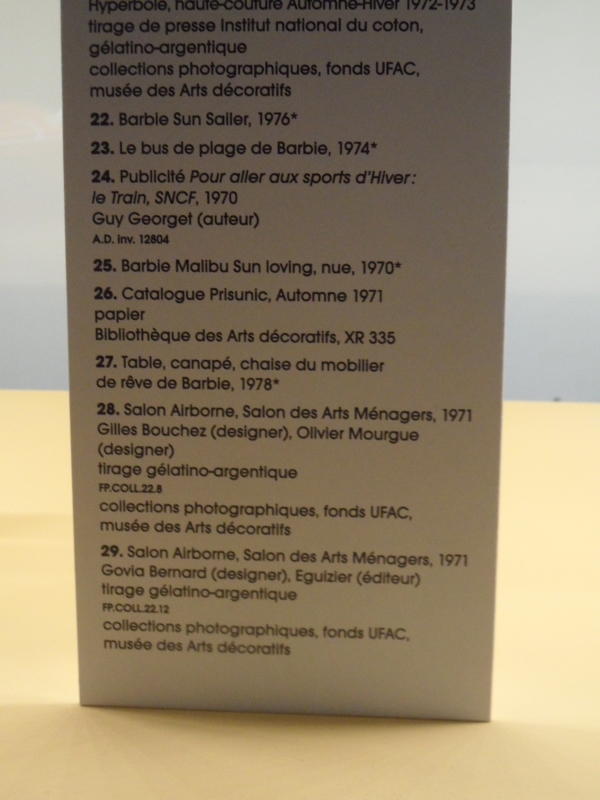 Hyperbole, haute-couture Automne-Hiver 1972-1973
tirage de presse Institut national du coton,
gélatino-argentique
collections photographiques, fonds UFAC,
musée des Arts décoratifs
22. Barbie Sun Sailer, 1976*
23. Le bus de plage de Barbie, 1974*
24. Publicité Pour aller aux sports d'Hiver :
le Train, SNCF, 1970
Guy Georget (auteur)
A.D. Inv. 12804
25. Barbie Malibu Sun loving, nue, 1970*
26. Catalogue Prisunic, Automne 1971
papier
Bibliothèque des Arts décoratifs, XR 335
27. Table, canapé, chaise du mobilier
de rêve de Barbie, 1978*
28. Salon Airborne, Salon des Arts Ménagers, 1971
Gilles Bouchez (designer), Olivier Mourgue
(designer)
tirage gélatino-argentique
FP.COLL.22.8
collections photographiques, fonds UFAC,
musée des Arts décoratifs
29. Salon Airborne, Salon des Arts Ménagers, 1971
Govia Bernard (designer), Eguizier (éditeur)
tirage gélatino-argentique
FP.COLL.22.12
collections photographiques, fonds UFAC,
musée des Arts décoratifs